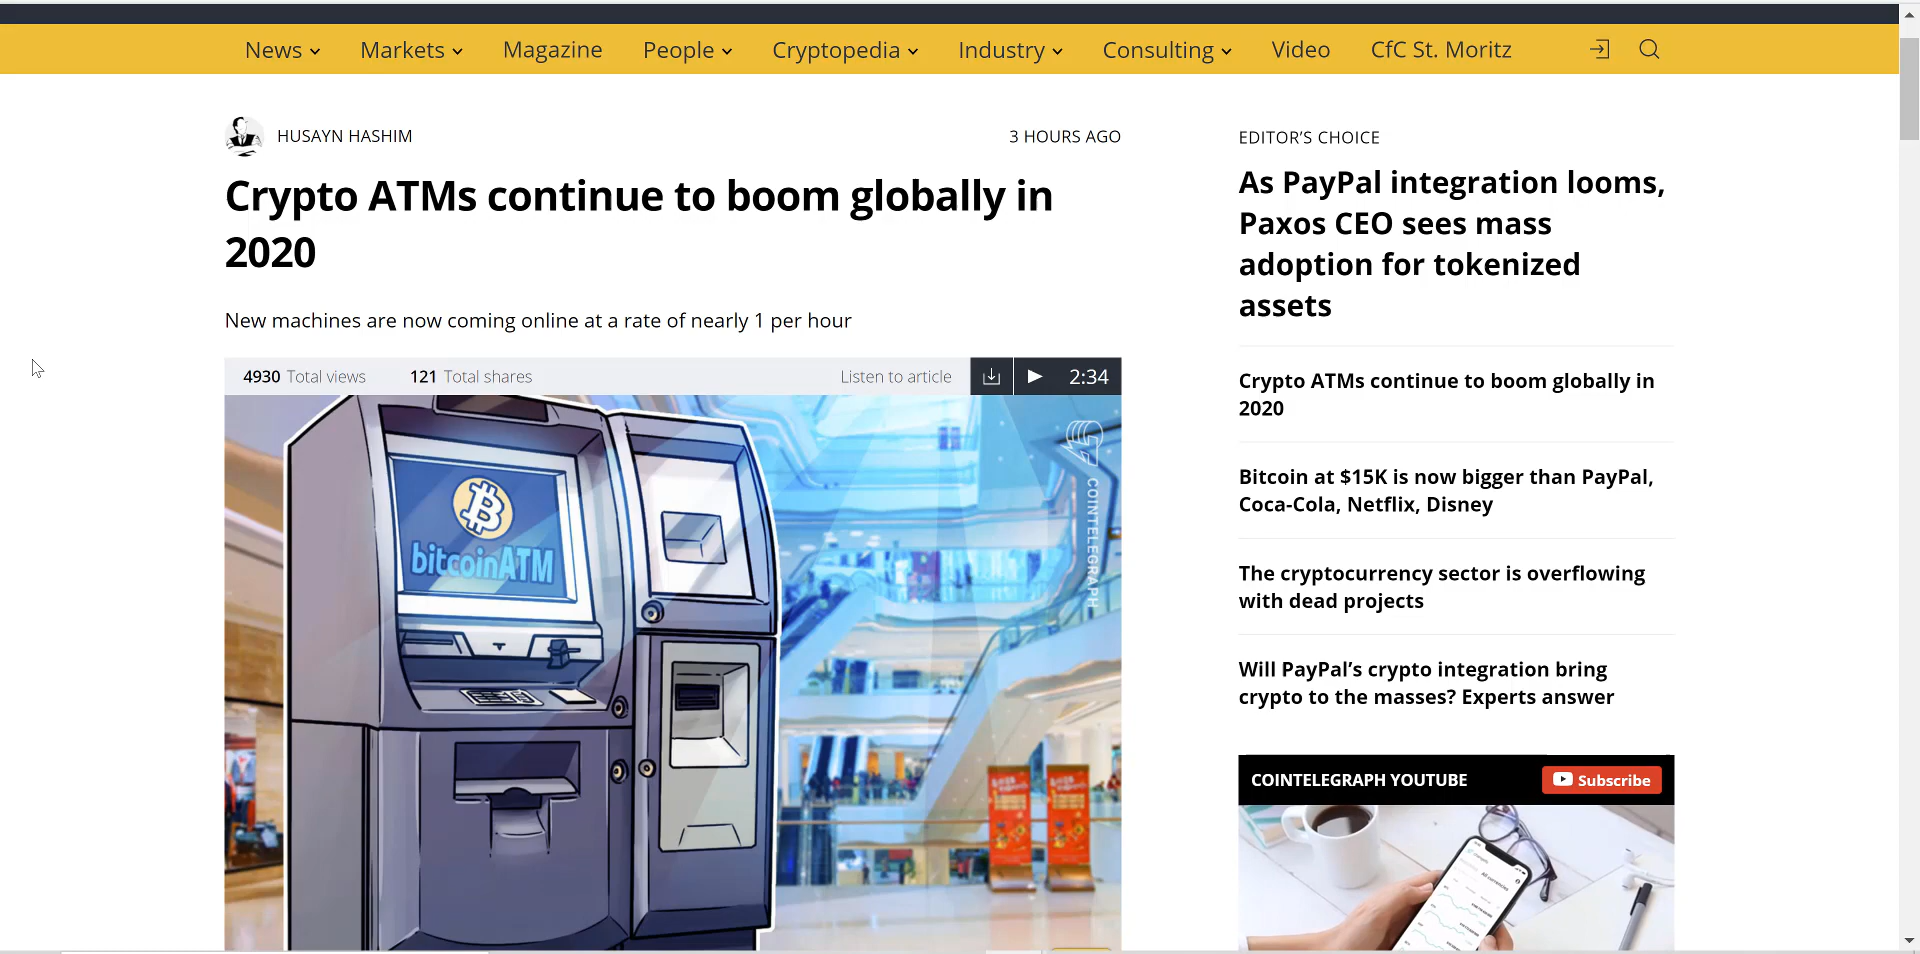 News
Markets
Magazine
People
Cryptopedia
Industry
Consulting
Video
CfC St. Moritz
HUSAYN HASHIM
3 HOURS AGO
Crypto ATMs continue to boom globally in
2020
New machines are now coming online at a rate of nearly 1 per hour
4930 Total views
121 Total shares
Listen to article
2:34
bitcoinATM
COINTELEGRAPH
EDITOR’S CHOICE
As PayPal integration looms,
Paxos CEO sees mass
adoption for tokenized
assets
Crypto ATMs continue to boom globally in
2020
Bitcoin at $15K is now bigger than PayPal,
Coca-Cola, Netflix, Disney
The cryptocurrency sector is overflowing
with dead projects
Will PayPal’s crypto integration bring
crypto to the masses? Experts answer
COINTELEGRAPH YOUTUBE
Subscribe